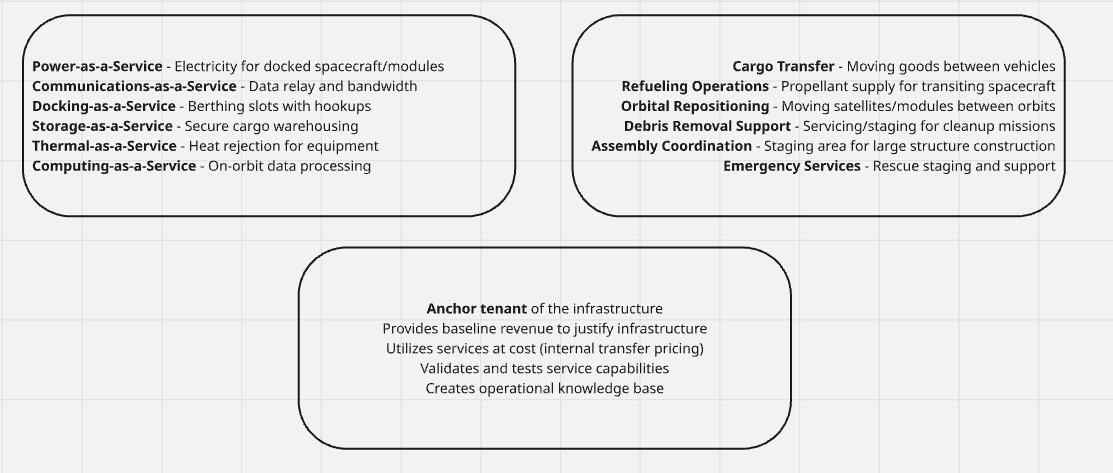 Power-as-a-Service - Electricity for docked spacecraft/modules
Communications-as-a-Service - Data relay and bandwidth
Docking-as-a-Service - Berthing slots with hookups
Storage-as-a-Service - Secure cargo warehousing
Thermal-as-a-Service - Heat rejection for equipment
Computing-as-a-Service - On-orbit data processing
Cargo Transfer - Moving goods between vehicles
Refueling Operations - Propellant supply for transiting spacecraft
Orbital Repositioning - Moving satellites/modules between orbits
Debris Removal Support - Servicing/staging for cleanup missions
Assembly Coordination - Staging area for large structure construction
Emergency Services - Rescue staging and support
Anchor tenant of the infrastructure
Provides baseline revenue to justify infrastructure
Utilizes services at cost (internal transfer pricing)
Validates and tests service capabilities
Creates operational knowledge base